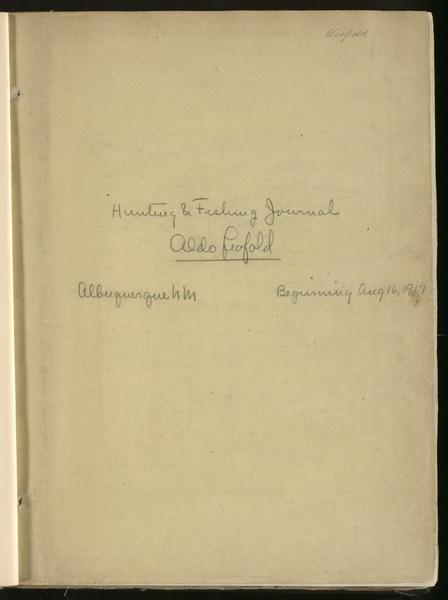 Leopold
Hunting & Fishing Journal
Aldo Leopold
Albuquerque NM Beginning Aug 16, 1917